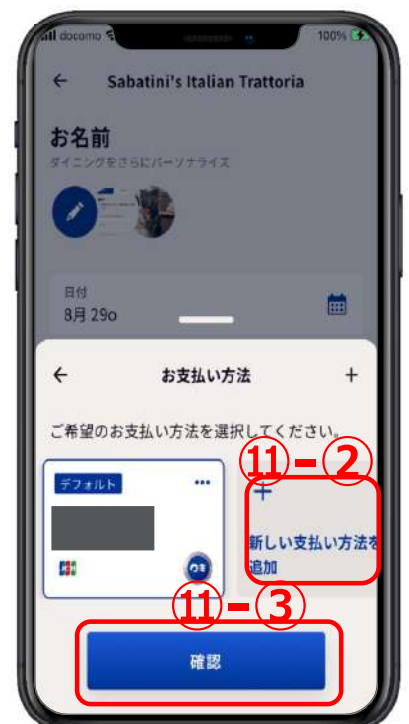 docomo
100%
← Sabatini's Italian Trattoria
お名前
ダイニングをさらにパーソナライズ
日付
8月 29o
← お支払い方法 +
ご希望のお支払い方法を選択してください。
⑪-②
デフォルト ...
+
新しい支払い方法を
追加
JCB
⑪-③
確認